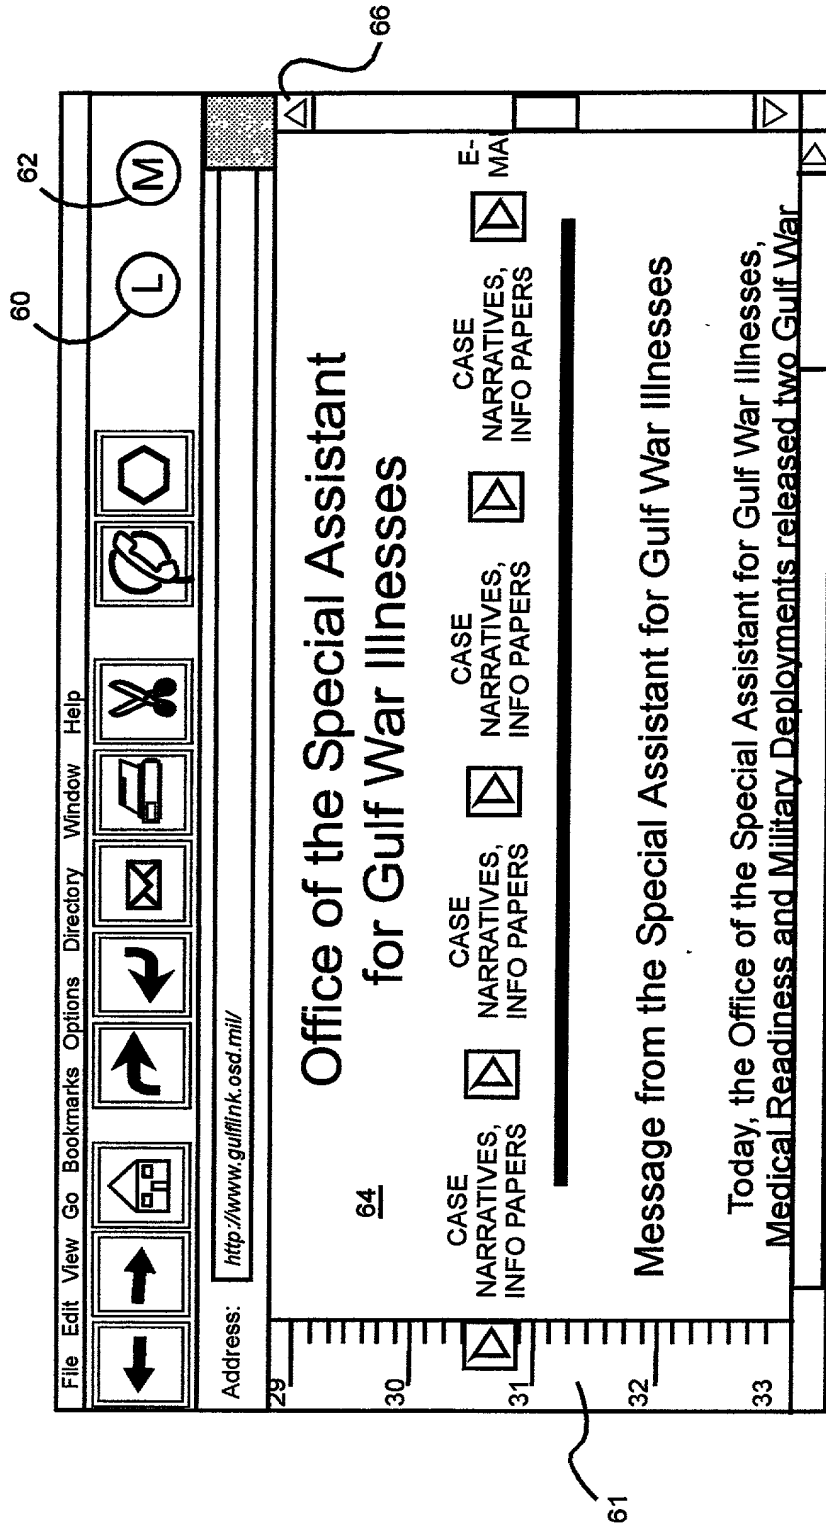 60
62
File Edit View Go Bookmarks Options Directory Window Help
L
M
Address:
http://www.gulflink.osd.mil/
66
29
30
31
32
33
61
64
Office of the Special Assistant
for Gulf War Illnesses
CASE
NARRATIVES,
INFO PAPERS
CASE
NARRATIVES,
INFO PAPERS
CASE
NARRATIVES,
INFO PAPERS
CASE
NARRATIVES,
INFO PAPERS
E-
MAI
Message from the Special Assistant for Gulf War Illnesses
Today, the Office of the Special Assistant for Gulf War Illnesses,
Medical Readiness and Military Deployments released two Gulf War